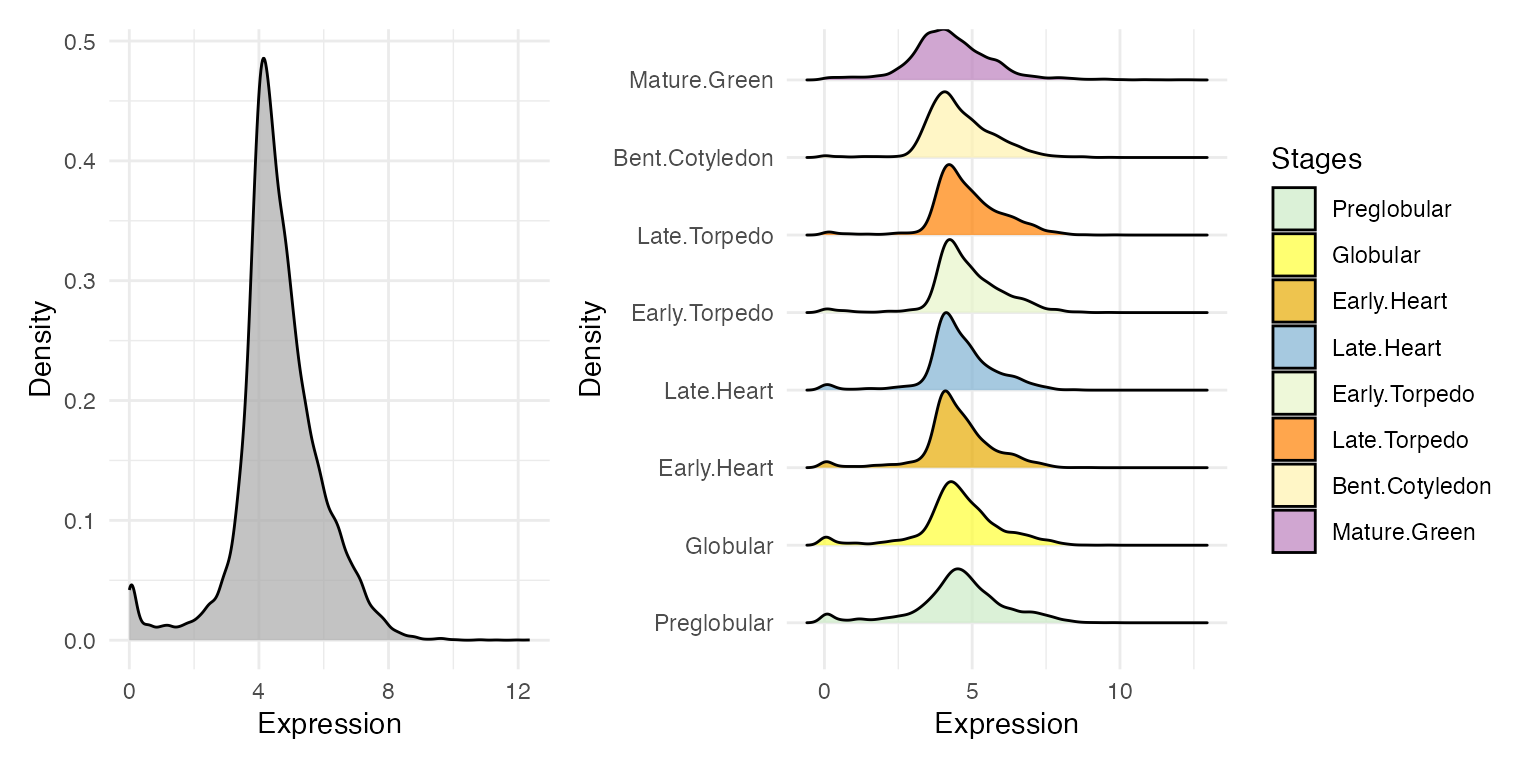 Density
0.5
0.4
0.3
0.2
0.1
0.0
0 4 8 12
Expression
Density
Mature.Green
Bent.Cotyledon
Late.Torpedo
Early.Torpedo
Late.Heart
Early.Heart
Globular
Preglobular
0 5 10
Expression
Stages
Preglobular
Globular
Early.Heart
Late.Heart
Early.Torpedo
Late.Torpedo
Bent.Cotyledon
Mature.Green